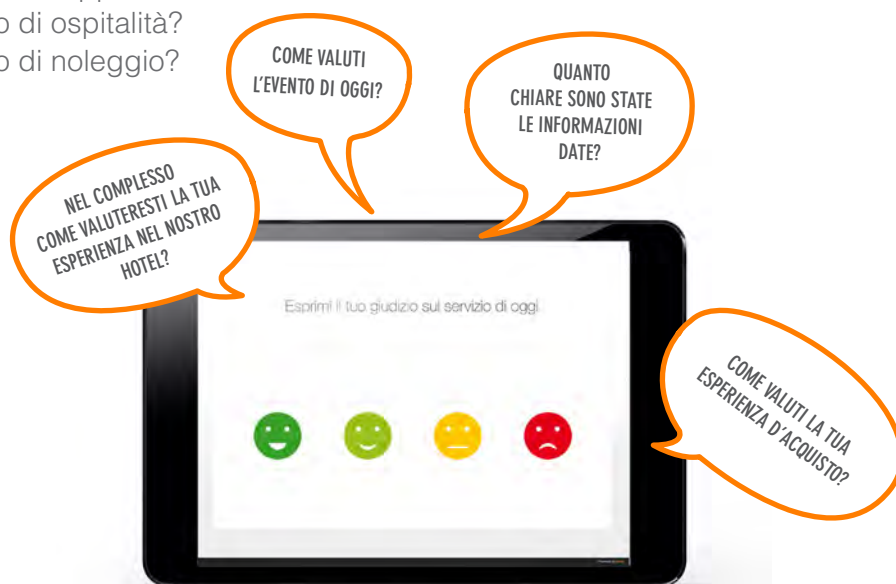 o di ospitalità?
o di noleggio?
COME VALUTI
L'EVENTO DI OGGI?
QUANTO
CHIARE SONO STATE
LE INFORMAZIONI
DATE?
NEL COMPLESSO
COME VALUTERESTI LA TUA
ESPERIENZA NEL NOSTRO
HOTEL?
Esprimi il tuo giudizio sul servizio di oggi
COME VALUTI LA TUA
ESPERIENZA D'ACQUISTO?